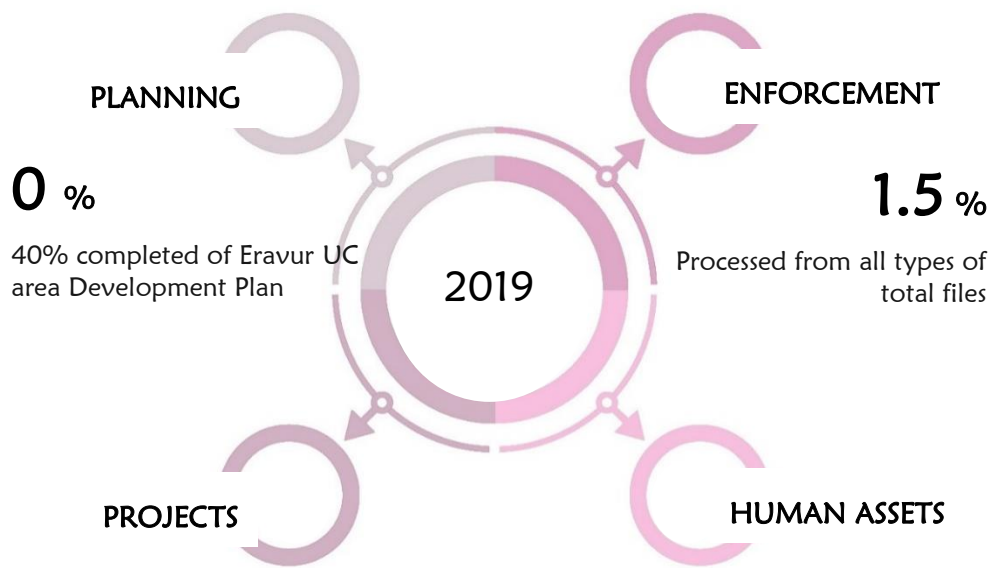 PLANNING
0 %
40% completed of Eravur UC
area Development Plan
ENFORCEMENT
1.5 %
Processed from all types of
total files
2019
PROJECTS
HUMAN ASSETS